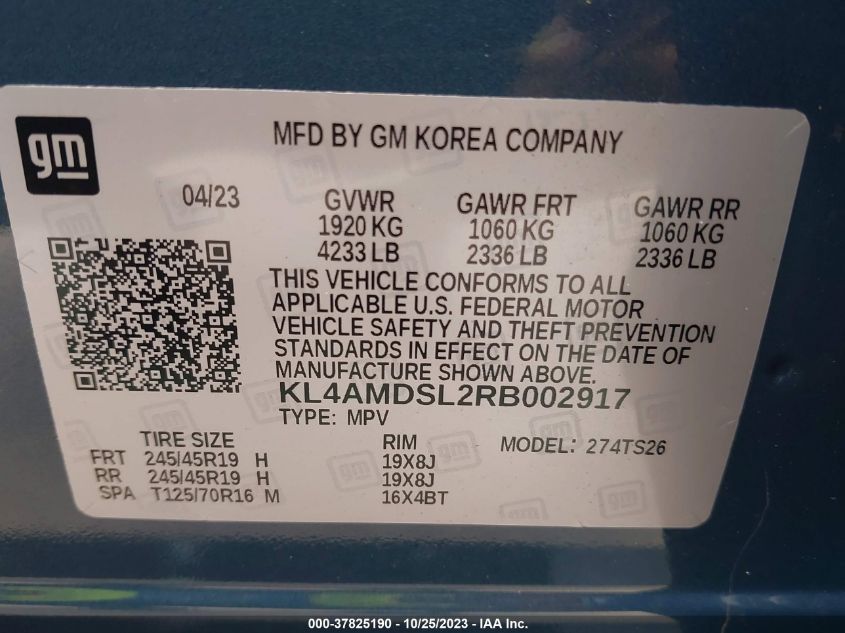 gm
MFD BY GM KOREA COMPANY
04/23
GVWR GAWR FRT GAWR RR
1920 KG 1060 KG 1060 KG
4233 LB 2336 LB 2336 LB
THIS VEHICLE CONFORMS TO ALL
APPLICABLE U.S. FEDERAL MOTOR
VEHICLE SAFETY AND THEFT PREVENTION
STANDARDS IN EFFECT ON THE DATE OF
MANUFACTURE SHOWN ABOVE.
KL4AMDSL2RB002917
TYPE: MPV
TIRE SIZE RIM MODEL: 274TS26
FRT 245/45R19 H 19X8J
RR 245/45R19 H 19X8J
SPA T125/70R16 M 16X4BT
000-37825190 - 10/25/2023 - IAA Inc.